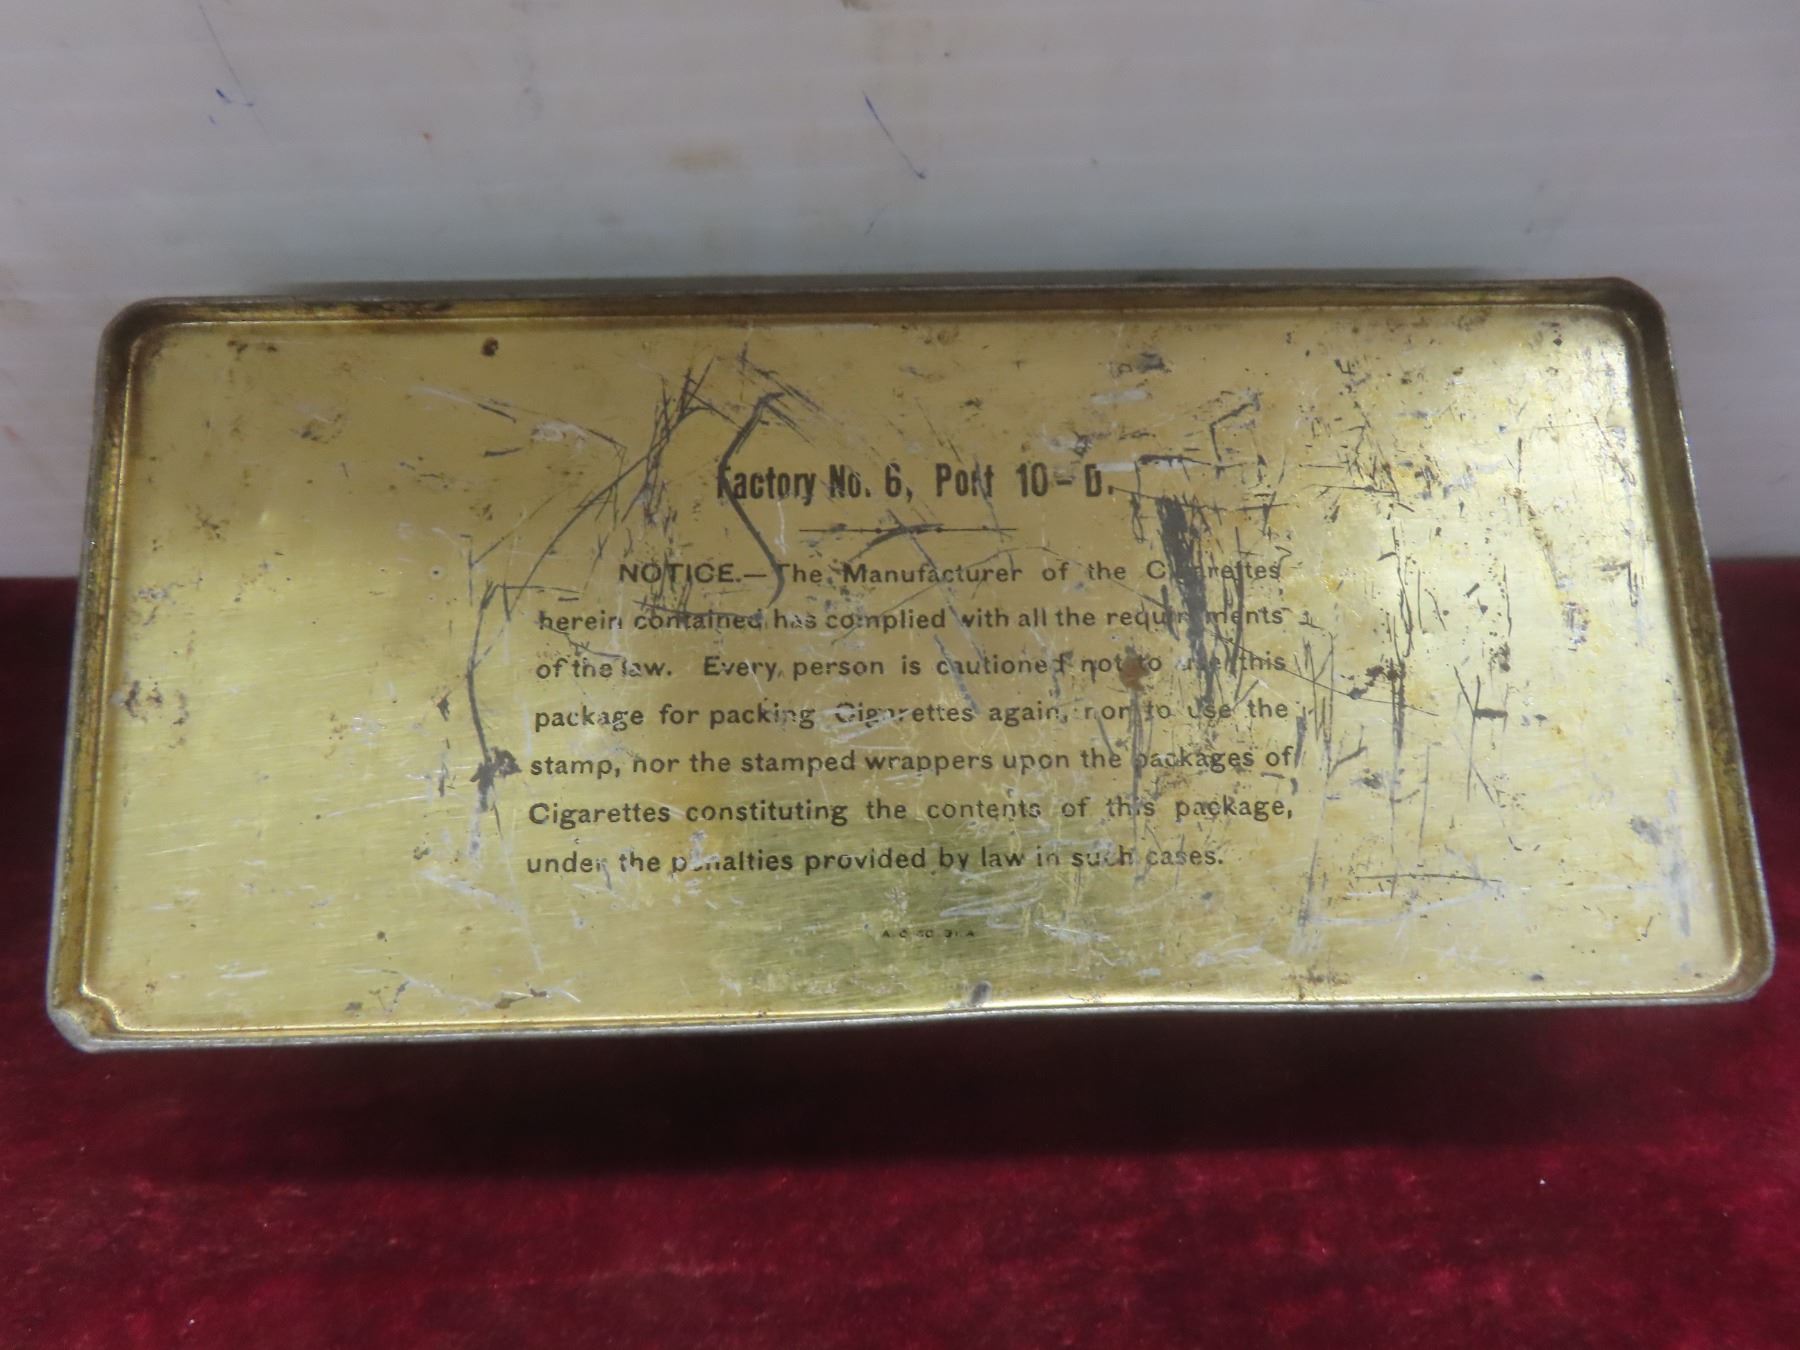 Factory No. 6, Port 10-D.
NOTICE.—The Manufacturer of the Cigarettes
herein contained has complied with all the requirements
of the law. Every person is cautioned not to use this
package for packing Cigarettes again, nor to use the
stamp, nor the stamped wrappers upon the packages of
Cigarettes constituting the contents of this package,
under the penalties provided by law in such cases.